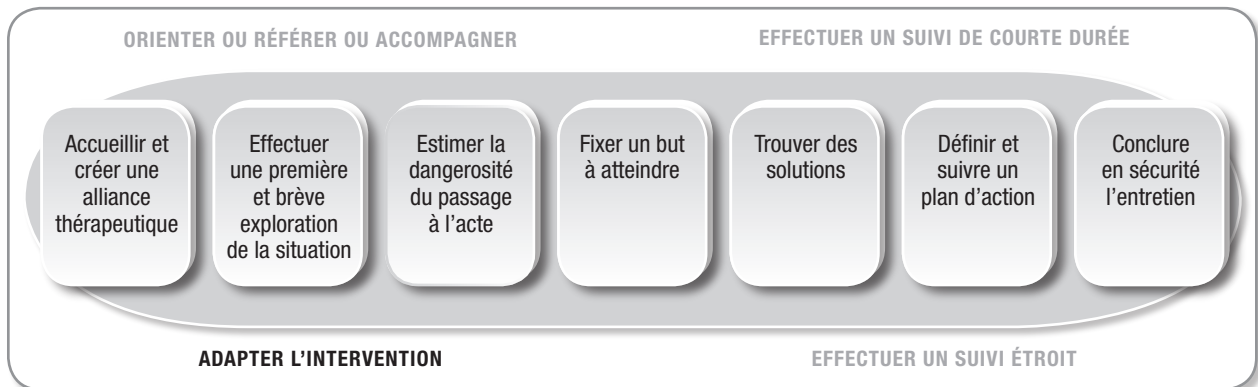 ORIENTER OU RÉFÉRER OU ACCOMPAGNER
EFFECTUER UN SUIVI DE COURTE DURÉE
Accueillir et
créer une
alliance
thérapeutique
Effectuer
une première
et brève
exploration
de la situation
Estimer la
dangerosité
du passage
à l’acte
Fixer un but
à atteindre
Trouver des
solutions
Définir et
suivre un
plan d’action
Conclure
en sécurité
l’entretien
ADAPTER L’INTERVENTION
EFFECTUER UN SUIVI ÉTROIT